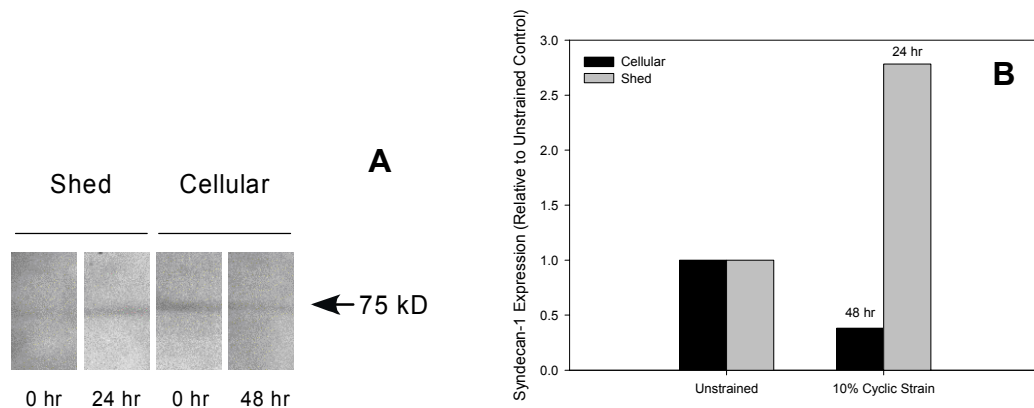 A
Shed Cellular
75 kD
0 hr 24 hr 0 hr 48 hr
B
Syndecan-1 Expression (Relative to Unstrained Control)
3.0
2.5
2.0
1.5
1.0
0.5
0.0
Cellular
Shed
24 hr
48 hr
Unstrained 10% Cyclic Strain